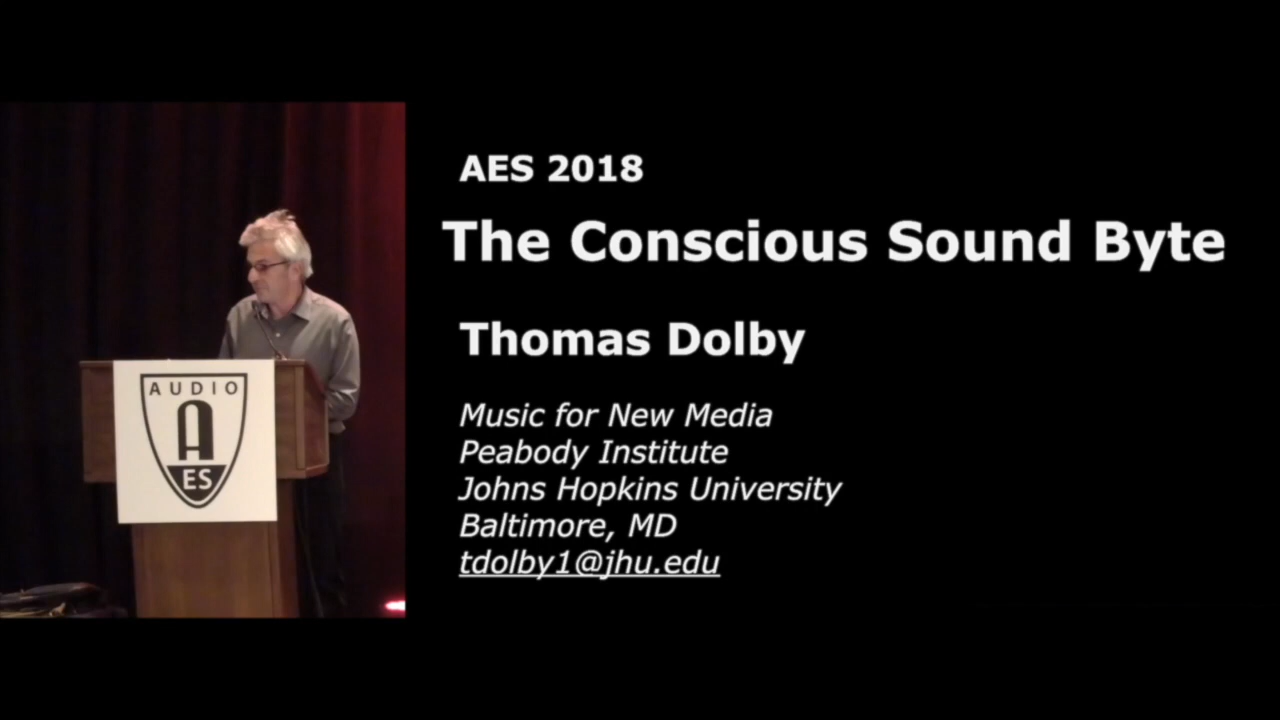 AUDIO
A
ES
AES 2018
The Conscious Sound Byte
Thomas Dolby
Music for New Media
Peabody Institute
Johns Hopkins University
Baltimore, MD
tdolby1@jhu.edu